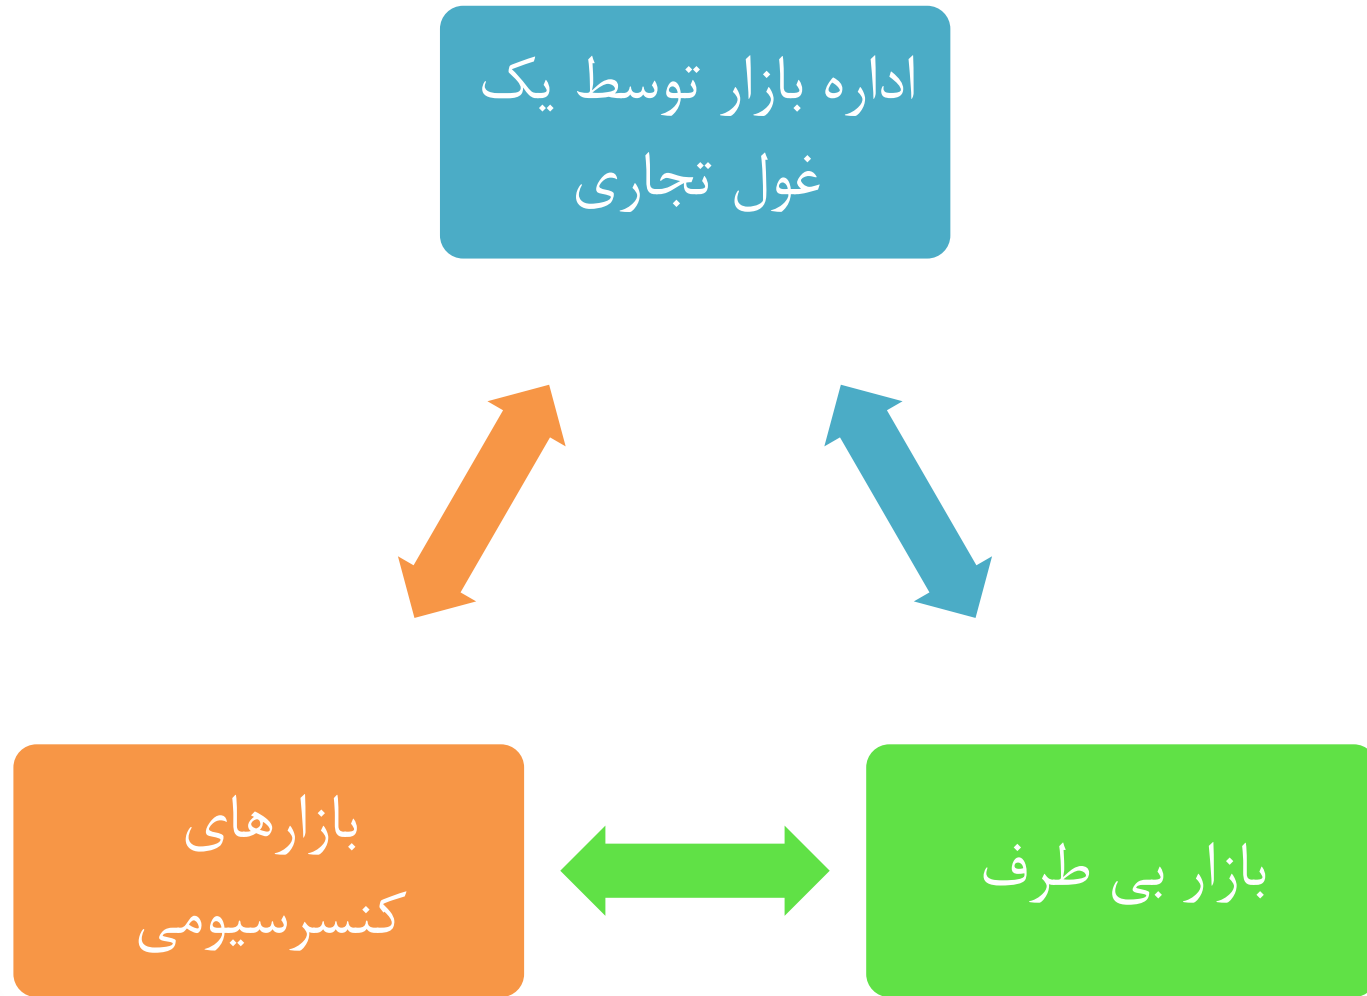 اداره بازار توسط یک
غول تجاری
بازار بی طرف
بازارهای
کنسرسیومی